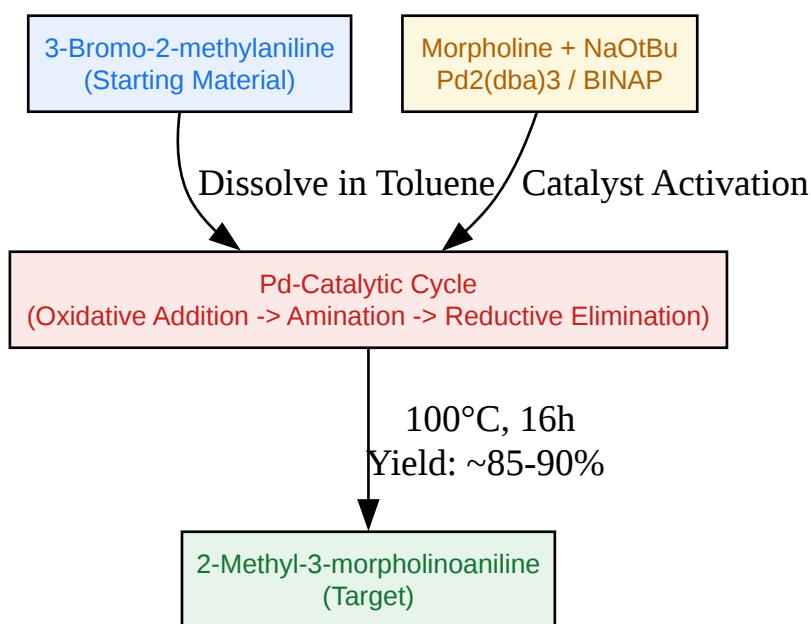 3-Bromo-2-methylaniline
(Starting Material)
Morpholine + NaOtBu
Pd2(dba)3 / BINAP
Dissolve in Toluene
Catalyst Activation
Pd-Catalytic Cycle
(Oxidative Addition -> Amination -> Reductive Elimination)
100°C, 16h
Yield: ~85-90%
2-Methyl-3-morpholinoaniline
(Target)